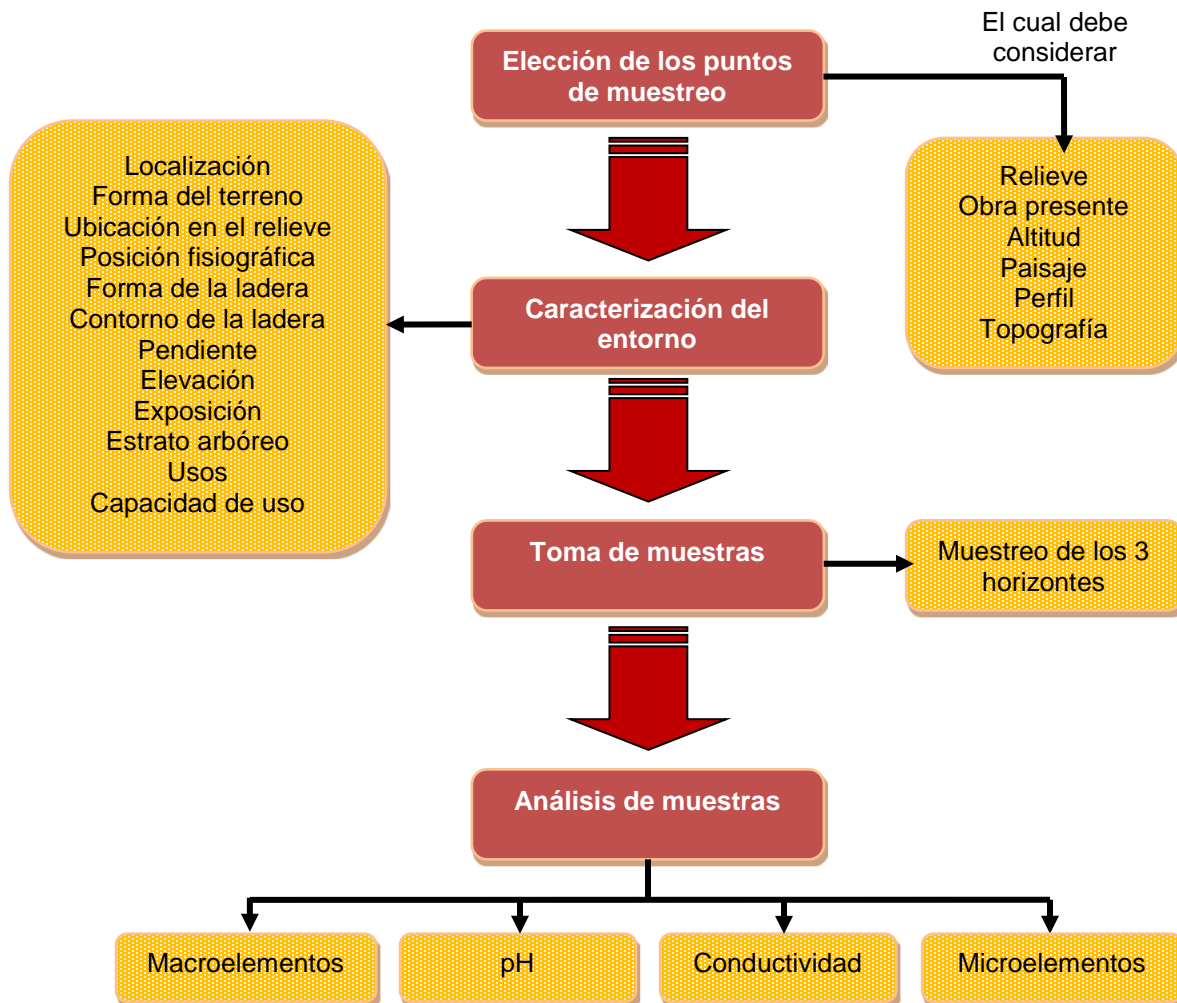 El cual debe
considerar
Elección de los puntos
de muestreo
Relieve
Obra presente
Altitud
Paisaje
Perfil
Topografía
Localización
Forma del terreno
Ubicación en el relieve
Posición fisiográfica
Forma de la ladera
Contorno de la ladera
Pendiente
Elevación
Exposición
Estrato arbóreo
Usos
Capacidad de uso
Caracterización del
entorno
Toma de muestras
Muestreo de los 3
horizontes
Análisis de muestras
Macroelementos
pH
Conductividad
Microelementos